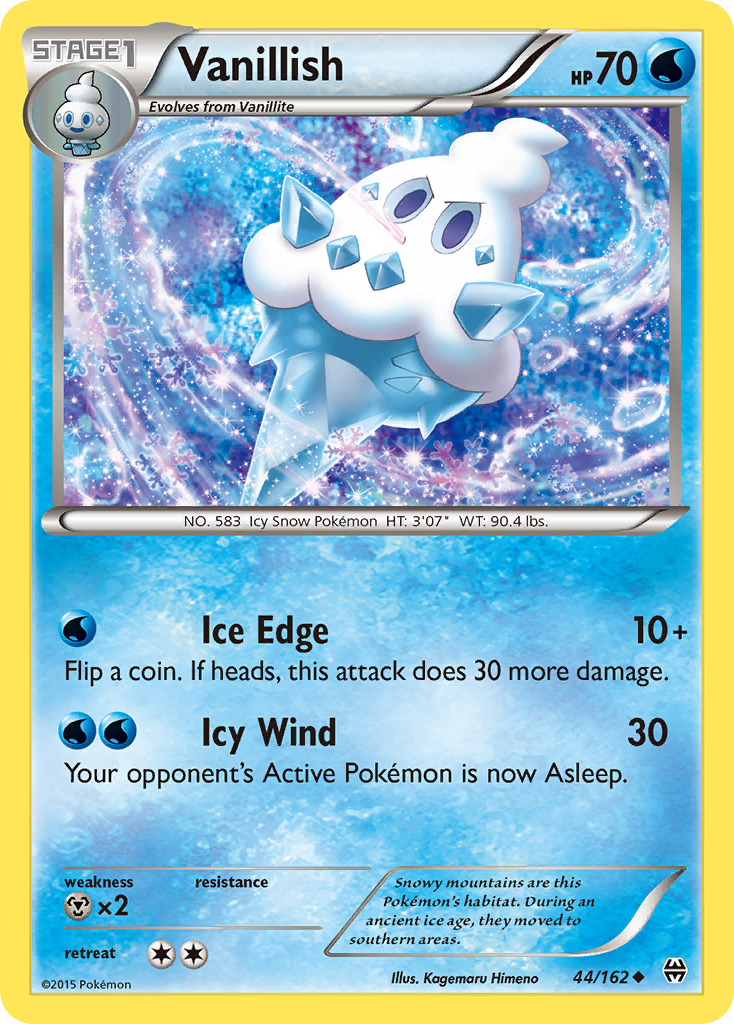 STAGE1
Vanillish
HP70
Evolves from Vanillite
NO. 583 Icy Snow Pokémon HT: 3'07" WT: 90.4 lbs.
Ice Edge 10+
Flip a coin. If heads, this attack does 30 more damage.
Icy Wind 30
Your opponent's Active Pokémon is now Asleep.
weakness resistance
×2
retreat
Snowy mountains are this
Pokémon's habitat. During an
ancient ice age, they moved to
southern areas.
©2015 Pokémon
Illus. Kagemaru Himeno
44/162